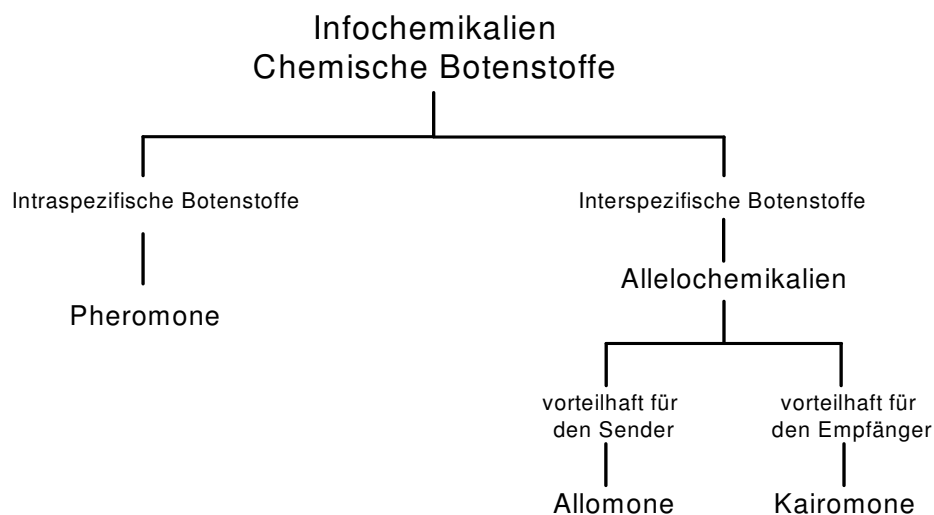 Infochemikalien
Chemische Botenstoffe
Intraspezifische Botenstoffe
Interspezifische Botenstoffe
Allelochemikalien
Pheromone
vorteilhaft für
den Sender
vorteilhaft für
den Empfänger
Allomone
Kairomone